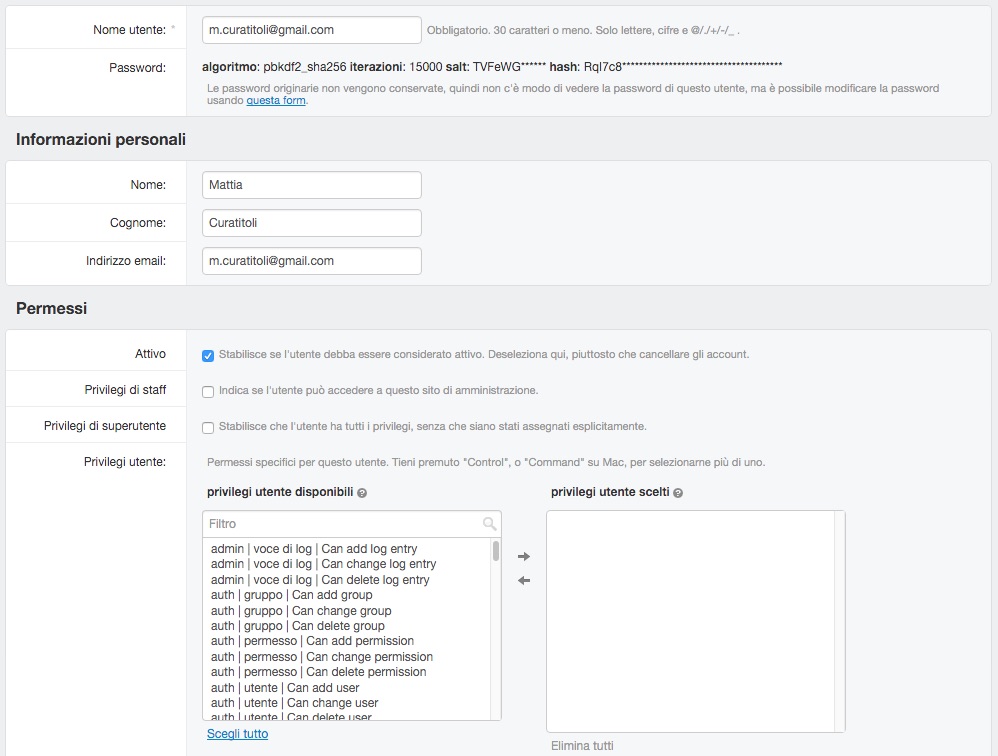 Nome utente: * m.curatitoli@gmail.com Obbligatorio. 30 caratteri o meno. Solo lettere, cifre e @/./+/-/_ .
Password: algoritmo: pbkdf2_sha256 iterazioni: 15000 salt: TVFeWG****** hash: RqI7c8**************************************
Le password originarie non vengono conservate, quindi non c'è modo di vedere la password di questo utente, ma è possibile modificare la password
usando questa form.
Informazioni personali
Nome: Mattia
Cognome: Curatitoli
Indirizzo email: m.curatitoli@gmail.com
Permessi
Attivo Stabilisce se l'utente debba essere considerato attivo. Deseleziona qui, piuttosto che cancellare gli account.
Privilegi di staff Indica se l'utente può accedere a questo sito di amministrazione.
Privilegi di superutente Stabilisce che l'utente ha tutti i privilegi, senza che siano stati assegnati esplicitamente.
Privilegi utente: Permessi specifici per questo utente. Tieni premuto "Control", o "Command" su Mac, per selezionarne più di uno.
privilegi utente disponibili ? privilegi utente scelti ?
Filtro
admin | voce di log | Can add log entry
admin | voce di log | Can change log entry
admin | voce di log | Can delete log entry
auth | gruppo | Can add group
auth | gruppo | Can change group
auth | gruppo | Can delete group
auth | permesso | Can add permission
auth | permesso | Can change permission
auth | permesso | Can delete permission
auth | utente | Can add user
auth | utente | Can change user
auth | utente | Can delete user
Scegli tutto
Elimina tutti